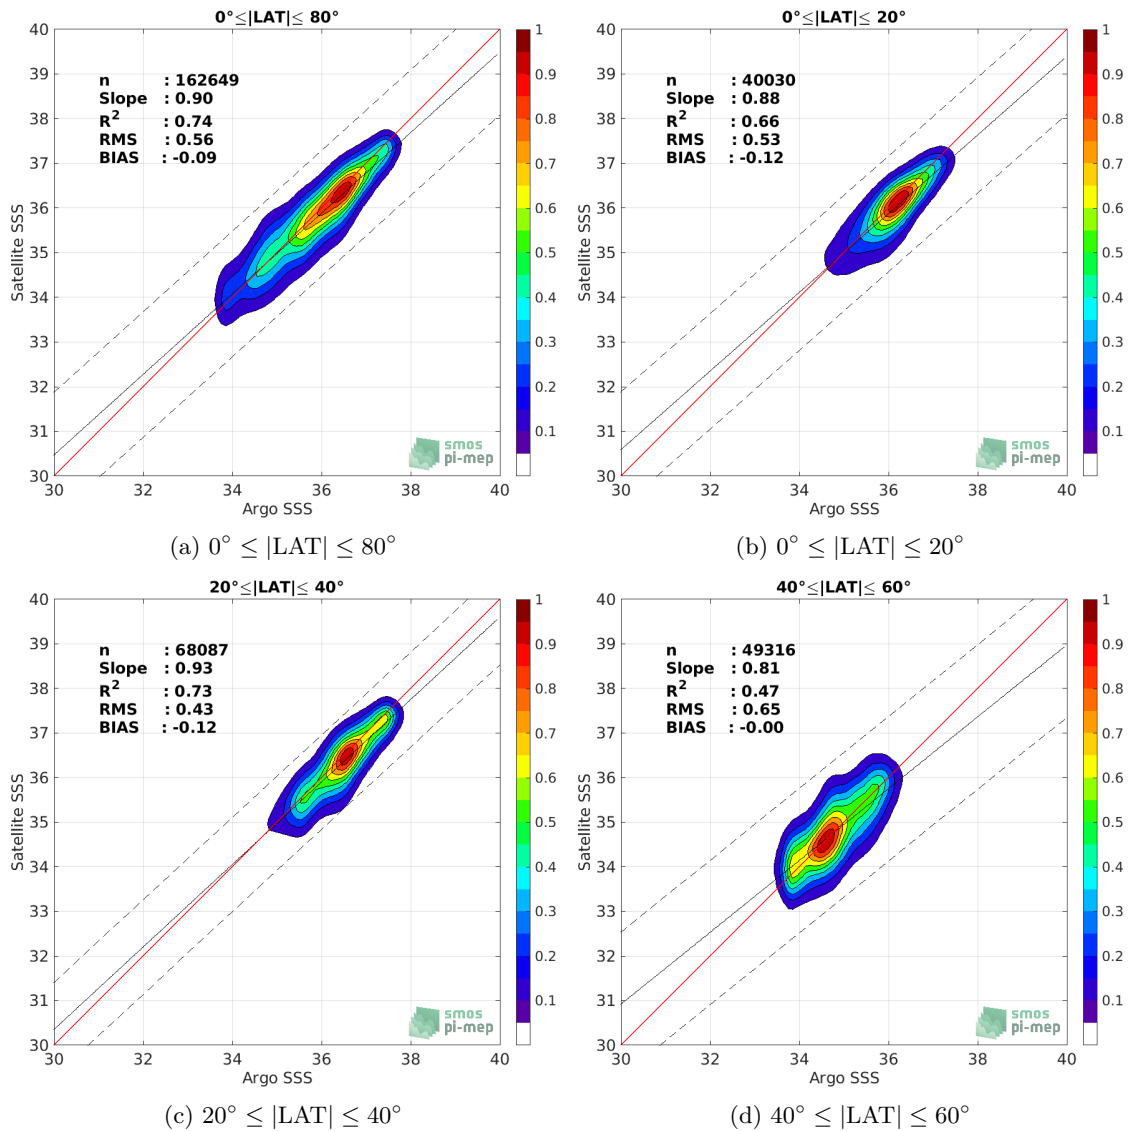 0°≤|LAT|≤ 80°
n : 162649
Slope : 0.90
R² : 0.74
RMS : 0.56
BIAS : -0.09
40
39
38
37
36
35
34
33
32
31
30
30 32 34 36 38 40
Satellite SSS
Argo SSS
1
0.9
0.8
0.7
0.6
0.5
0.4
0.3
0.2
0.1
smos
pi-mep
(a) 0° ≤ |LAT| ≤ 80°
0°≤|LAT|≤ 20°
n : 40030
Slope : 0.88
R² : 0.66
RMS : 0.53
BIAS : -0.12
40
39
38
37
36
35
34
33
32
31
30
30 32 34 36 38 40
Satellite SSS
Argo SSS
1
0.9
0.8
0.7
0.6
0.5
0.4
0.3
0.2
0.1
smos
pi-mep
(b) 0° ≤ |LAT| ≤ 20°
20°≤|LAT|≤ 40°
n : 68087
Slope : 0.93
R² : 0.73
RMS : 0.43
BIAS : -0.12
40
39
38
37
36
35
34
33
32
31
30
30 32 34 36 38 40
Satellite SSS
Argo SSS
1
0.9
0.8
0.7
0.6
0.5
0.4
0.3
0.2
0.1
smos
pi-mep
(c) 20° ≤ |LAT| ≤ 40°
40°≤|LAT|≤ 60°
n : 49316
Slope : 0.81
R² : 0.47
RMS : 0.65
BIAS : -0.00
40
39
38
37
36
35
34
33
32
31
30
30 32 34 36 38 40
Satellite SSS
Argo SSS
1
0.9
0.8
0.7
0.6
0.5
0.4
0.3
0.2
0.1
smos
pi-mep
(d) 40° ≤ |LAT| ≤ 60°